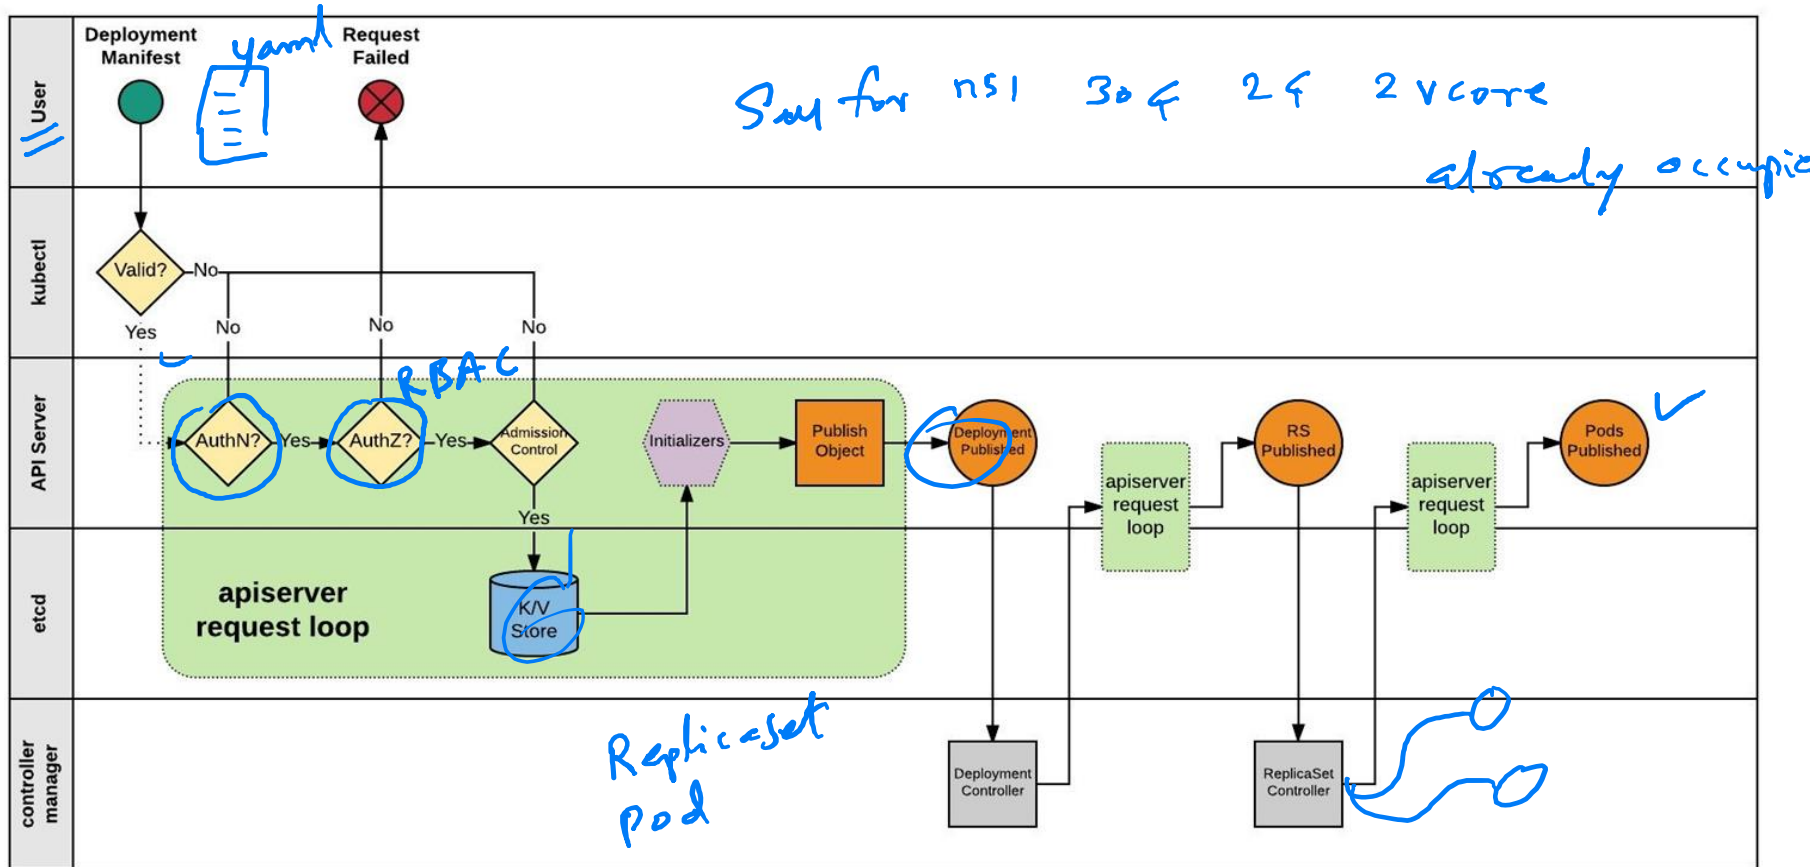 Deployment
Manifest
yaml
Request
Failed
Say for ns1 30G 2G 2 vcore
already occupie
User
kubectl
Valid?
No
Yes
No
No
No
API Server
RBAC
AuthN?
Yes
AuthZ?
Yes
Admission
Control
Initializers
Publish
Object
Deployment
Published
RS
Published
Pods
Published
apiserver
request
loop
apiserver
request
loop
Yes
etcd
apiserver
request loop
K/V
Store
controller
manager
Replicaset
pod
Deployment
Controller
ReplicaSet
Controller